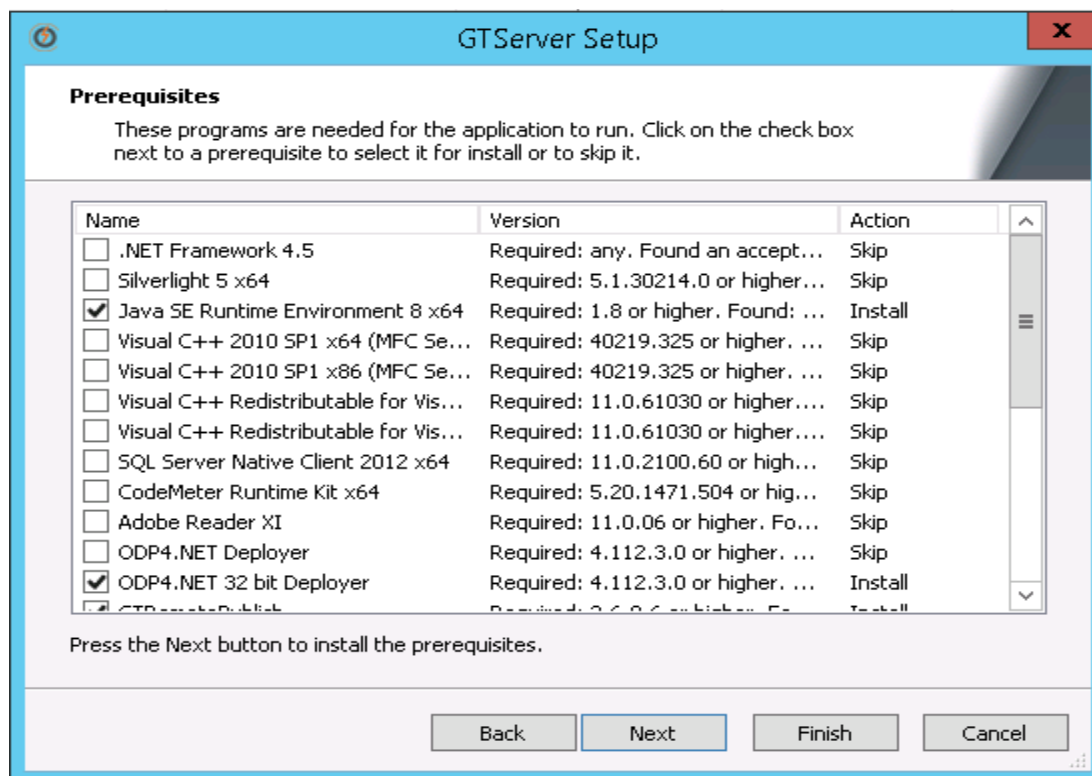 GTServer Setup
x
Prerequisites
These programs are needed for the application to run. Click on the check box
next to a prerequisite to select it for install or to skip it.
Name Version Action
.NET Framework 4.5 Required: any. Found an accept... Skip
Silverlight 5 x64 Required: 5.1.30214.0 or higher... Skip
Java SE Runtime Environment 8 x64 Required: 1.8 or higher. Found: ... Install
Visual C++ 2010 SP1 x64 (MFC Se... Required: 40219.325 or higher. ... Skip
Visual C++ 2010 SP1 x86 (MFC Se... Required: 40219.325 or higher. ... Skip
Visual C++ Redistributable for Vis... Required: 11.0.61030 or higher.... Skip
Visual C++ Redistributable for Vis... Required: 11.0.61030 or higher.... Skip
SQL Server Native Client 2012 x64 Required: 11.0.2100.60 or high... Skip
CodeMeter Runtime Kit x64 Required: 5.20.1471.504 or hig... Skip
Adobe Reader XI Required: 11.0.06 or higher. Fo... Skip
ODP4.NET Deployer Required: 4.112.3.0 or higher. ... Skip
ODP4.NET 32 bit Deployer Required: 4.112.3.0 or higher. ... Install
GTRemotePublish Install
Press the Next button to install the prerequisites.
Back Next Finish Cancel